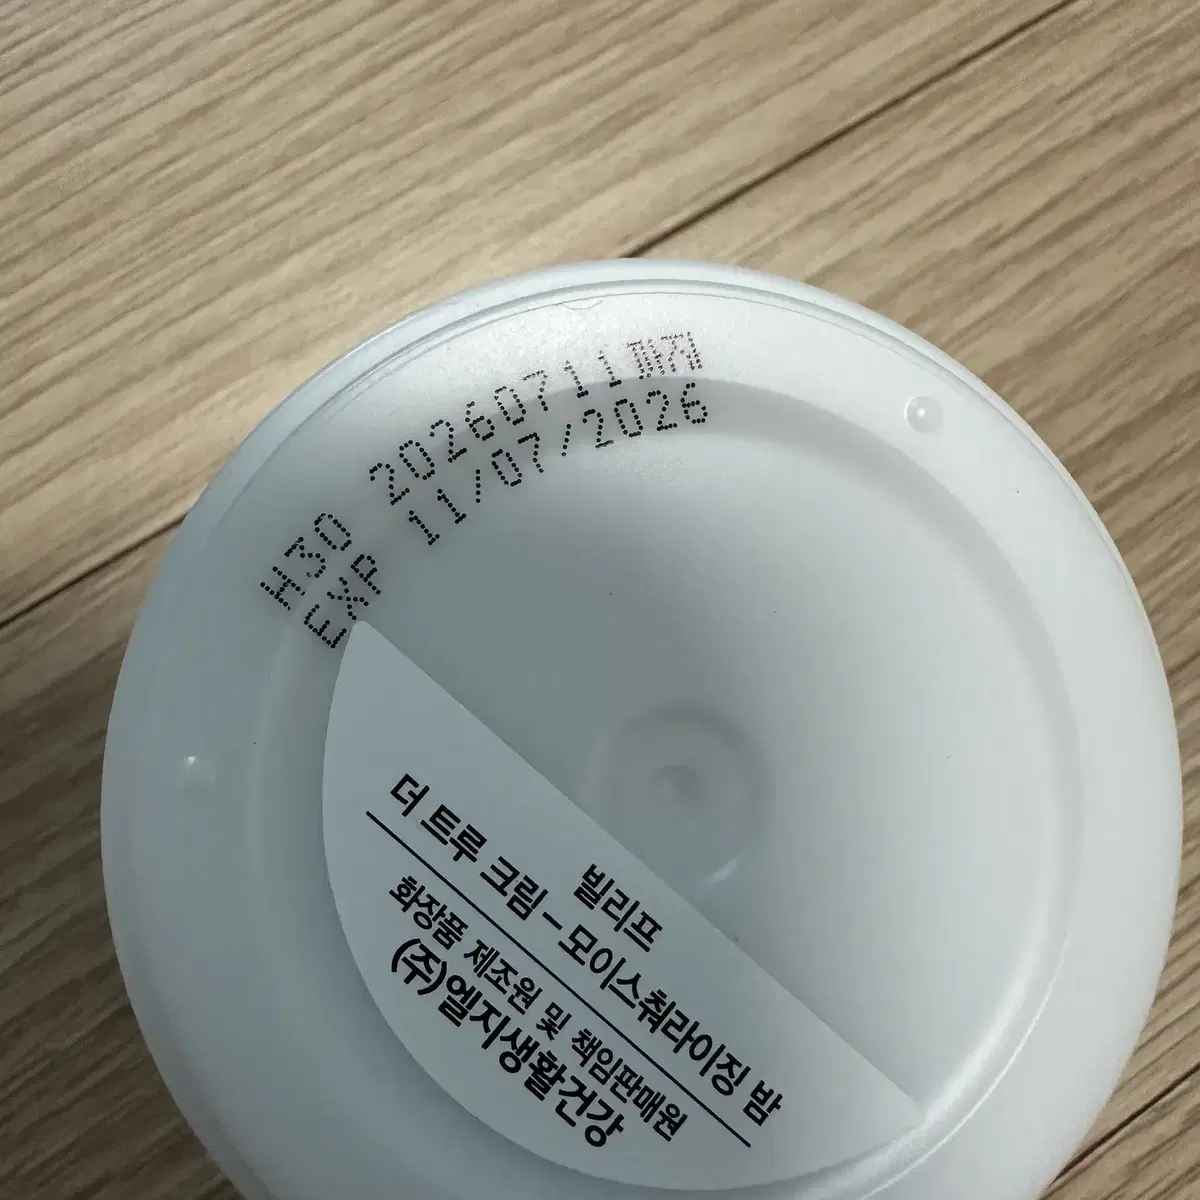 H30 20260711까지
EXP 11/07/2026
빌리프
더 트루 크림 – 모이스춰라이징 밤
화장품 제조원 및 책임판매원
(주)엘지생활건강